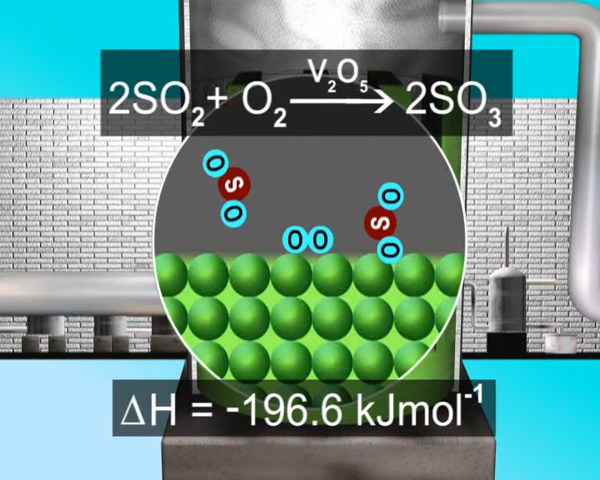 V₂O₅
2SO₂ + O₂ ⟶ 2SO₃
O
S
O
O
S
O
O O
ΔH = -196.6 kJmol⁻¹